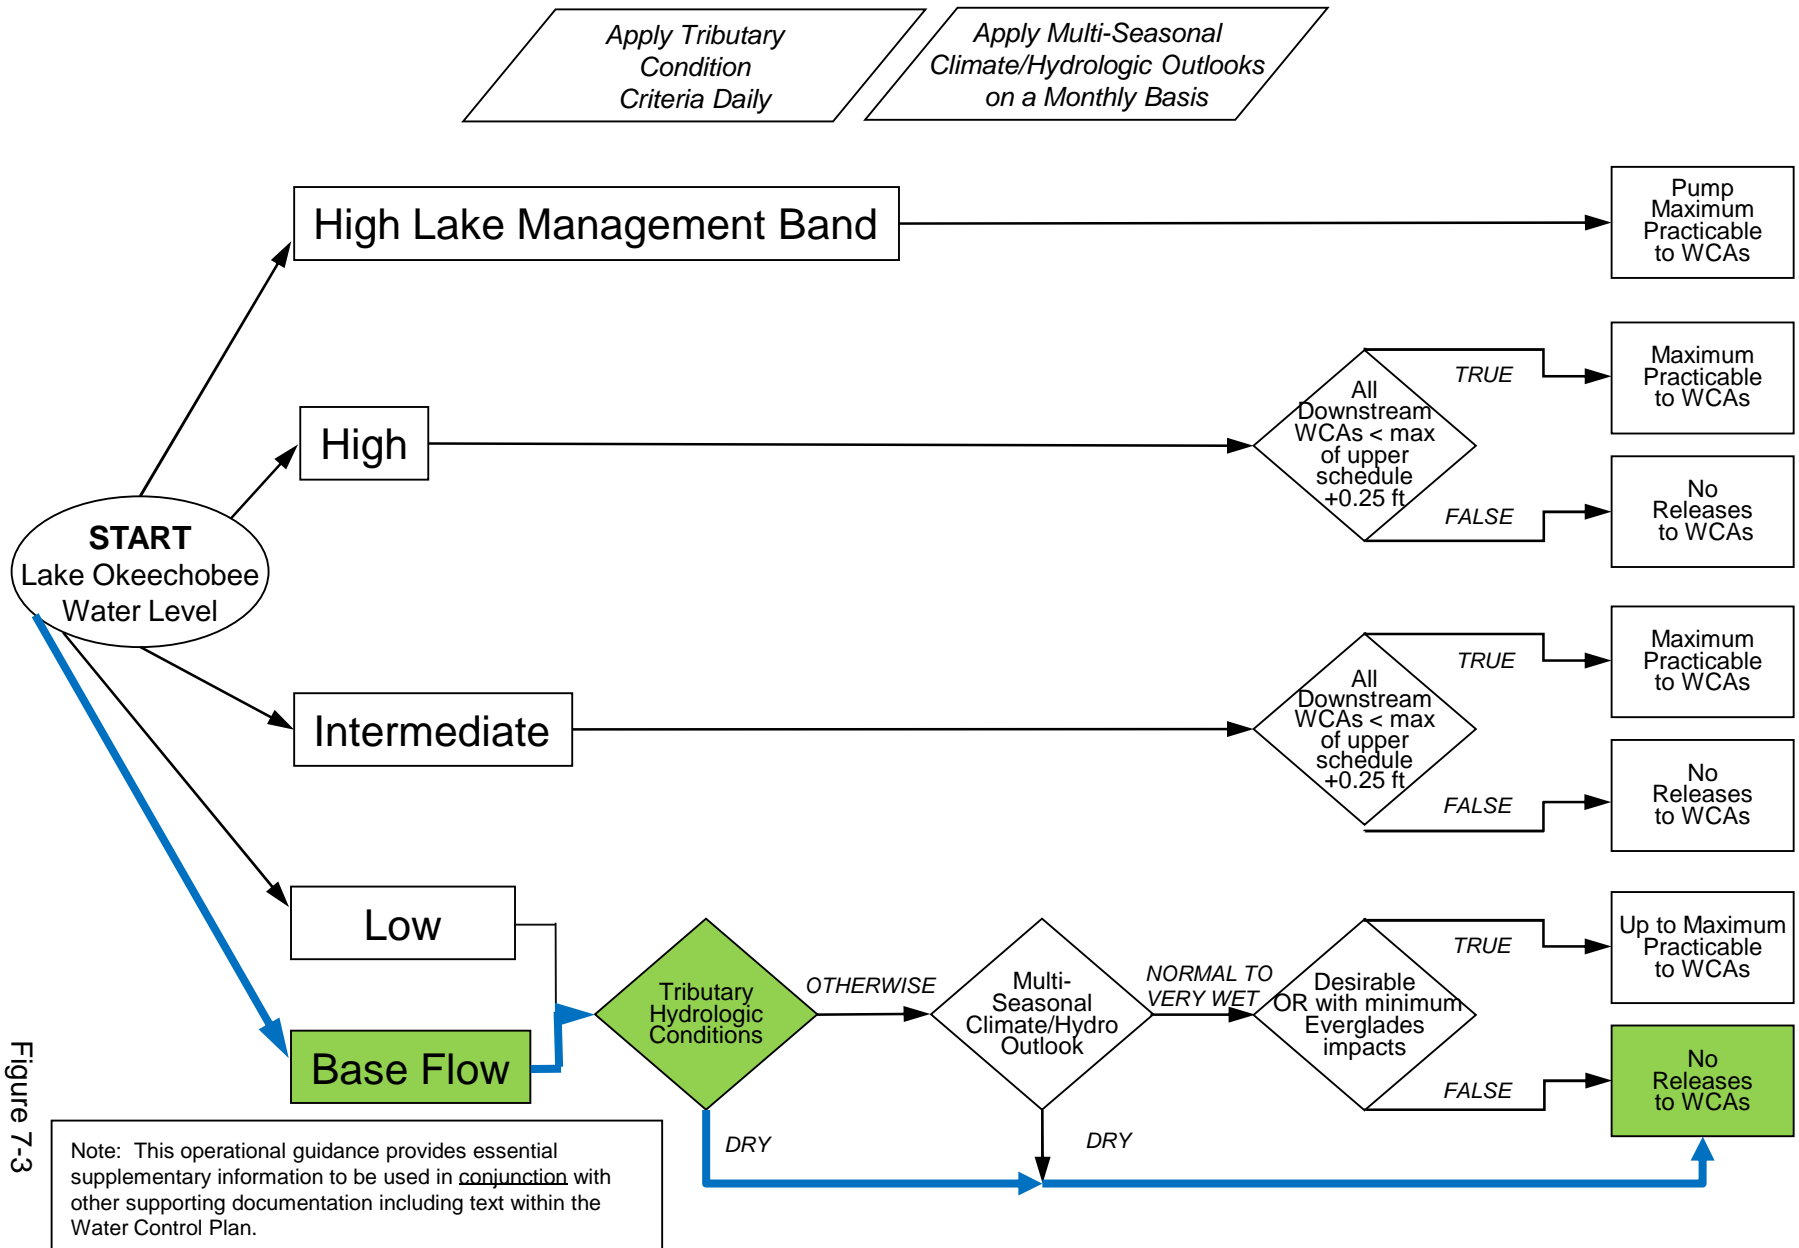 Apply Tributary
Condition
Criteria Daily
Apply Multi-Seasonal
Climate/Hydrologic Outlooks
on a Monthly Basis
High Lake Management Band
Pump
Maximum
Practicable
to WCAs
High
All
Downstream
WCAs < max
of upper
schedule
+0.25 ft
TRUE
Maximum
Practicable
to WCAs
FALSE
No
Releases
to WCAs
START
Lake Okeechobee
Water Level
Intermediate
All
Downstream
WCAs < max
of upper
schedule
+0.25 ft
TRUE
Maximum
Practicable
to WCAs
FALSE
No
Releases
to WCAs
Low
Base Flow
Tributary
Hydrologic
Conditions
OTHERWISE
DRY
Multi-
Seasonal
Climate/Hydro
Outlook
NORMAL TO
VERY WET
DRY
Desirable
OR with minimum
Everglades
impacts
TRUE
Up to Maximum
Practicable
to WCAs
FALSE
No
Releases
to WCAs
Figure 7-3
Note: This operational guidance provides essential
supplementary information to be used in conjunction with
other supporting documentation including text within the
Water Control Plan.